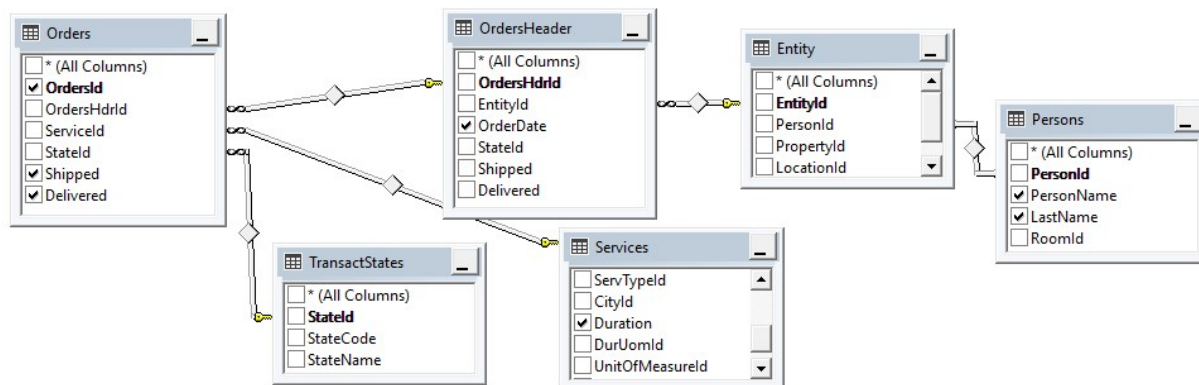 Orders
* (All Columns)
OrdersId
OrdersHdrId
ServiceId
StateId
Shipped
Delivered
OrdersHeader
* (All Columns)
OrdersHdrId
EntityId
OrderDate
StateId
Shipped
Delivered
Entity
* (All Columns)
EntityId
PersonId
PropertyId
LocationId
Persons
* (All Columns)
PersonId
PersonName
LastName
RoomId
TransactStates
* (All Columns)
StateId
StateCode
StateName
Services
ServTypeId
CityId
Duration
DurUomId
UnitOfMeasureId